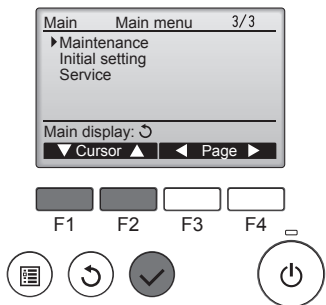 Main Main menu 3/3
Maintenance
Initial setting
Service
Main display:
Cursor Page
F1 F2 F3 F4